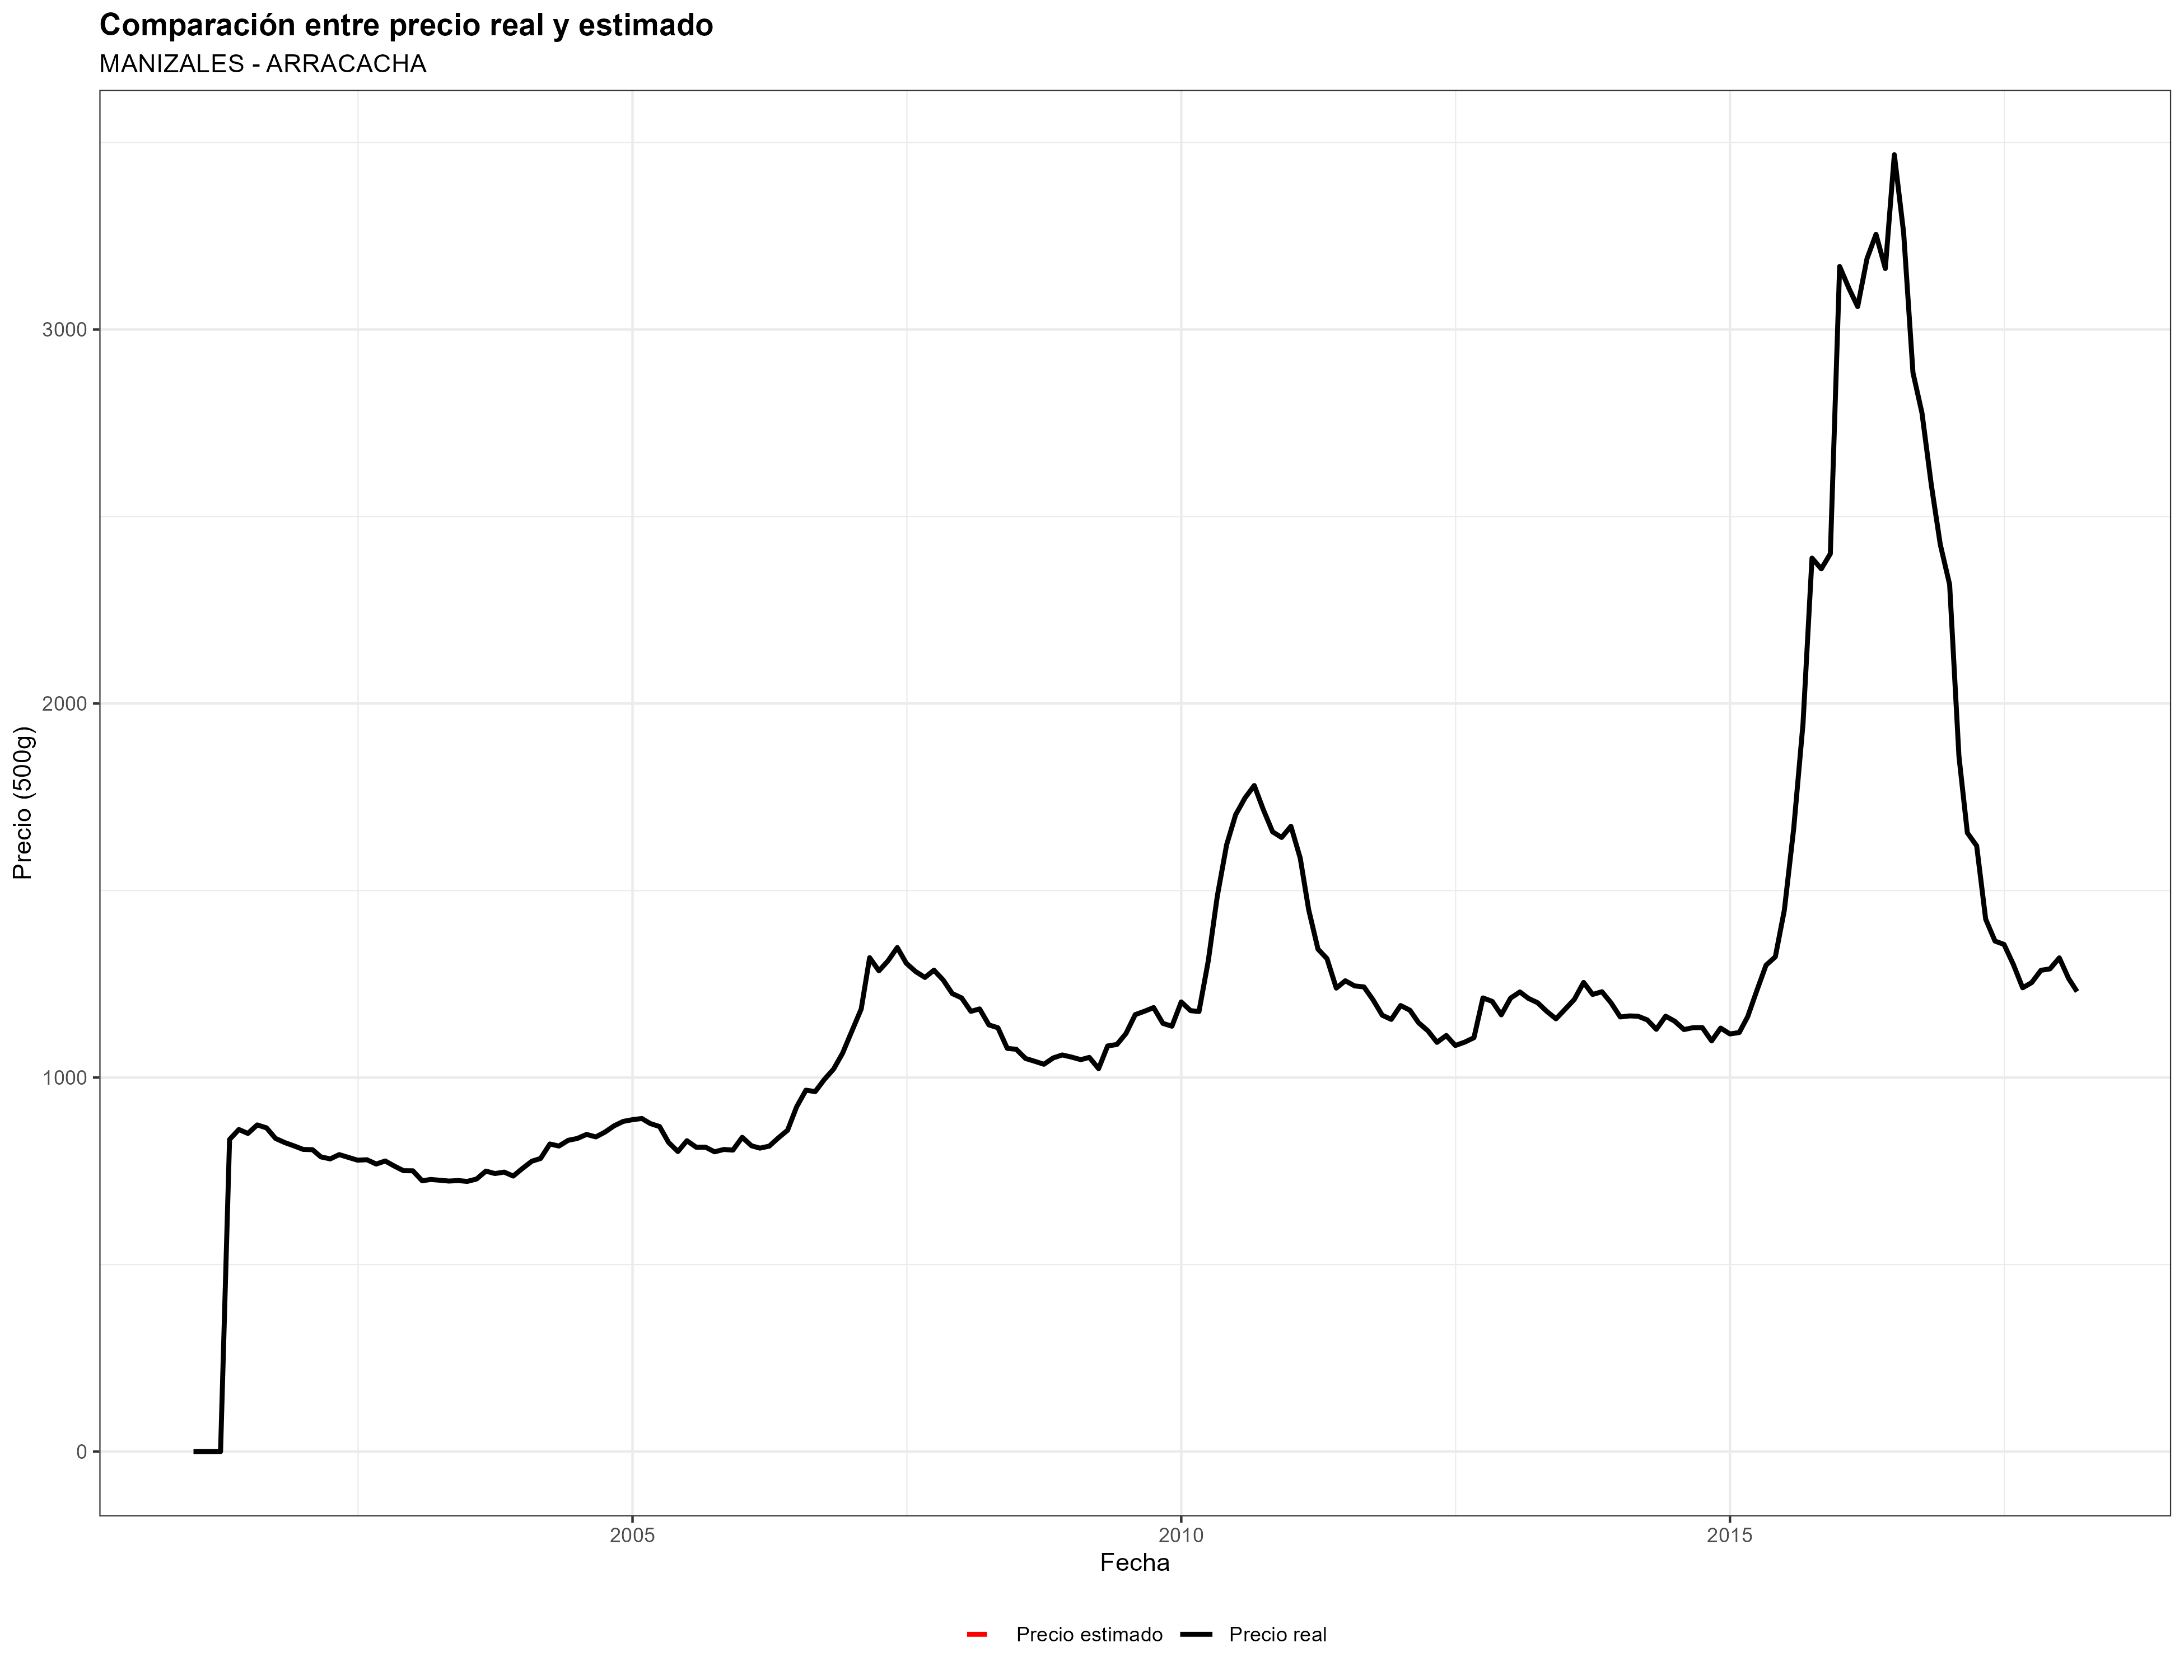 Comparación entre precio real y estimado
MANIZALES - ARRACACHA
Precio (500g)
3000
2000
1000
0
2005 2010 2015
Fecha
Precio estimado Precio real